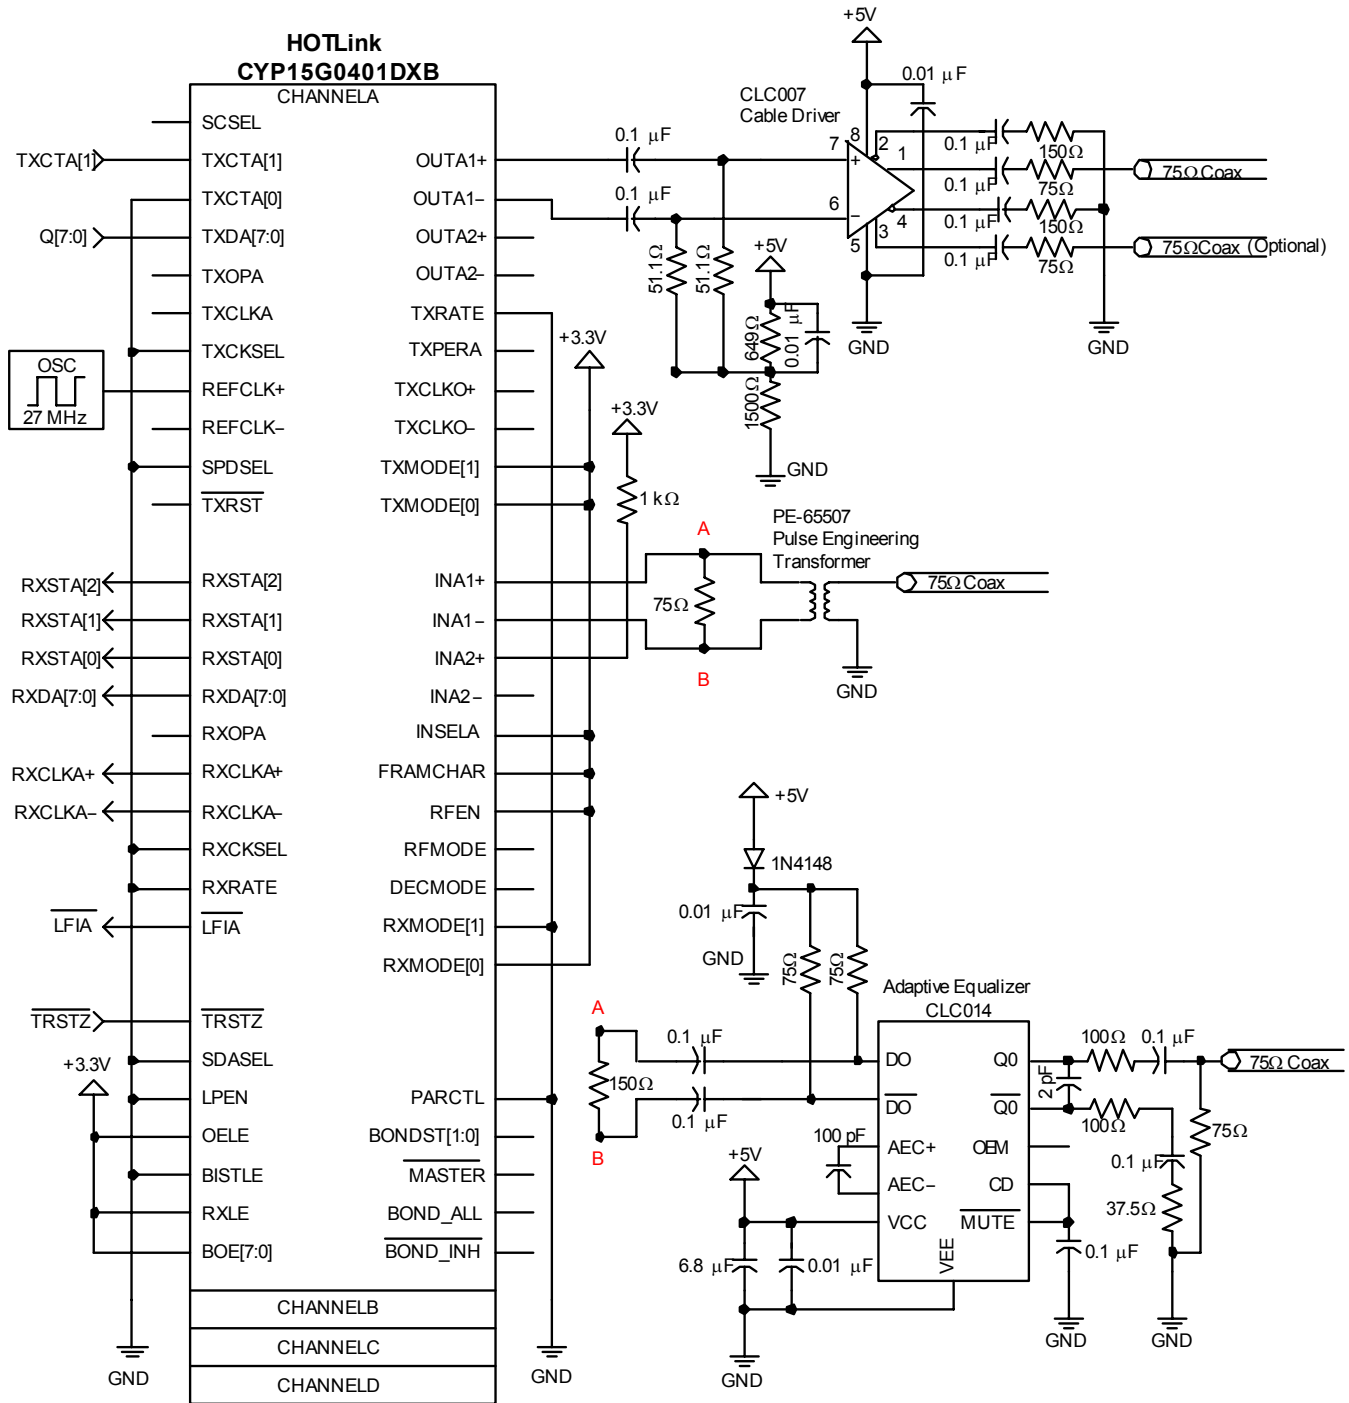 HOTLink
CYP15G0401DXB
CHANNELA
SCSEL
TXCTA[1]
TXCTA[1]
TXCTA[0]
Q[7:0]
TXDA[7:0]
TXOPA
TXCLKA
TXCKSEL
OSC
27 MHz
REFCLK+
REFCLK–
SPDSEL
TXRST
RXSTA[2]
RXSTA[2]
RXSTA[1]
RXSTA[1]
RXSTA[0]
RXSTA[0]
RXDA[7:0]
RXDA[7:0]
RXOPA
RXCLKA+
RXCLKA+
RXCLKA–
RXCLKA–
RXCKSEL
RXRATE
LFIA
LFIA
TRSTZ
TRSTZ
+3.3V
SDASEL
LPEN
OELE
BISTLE
RXLE
BOE[7:0]
GND
OUTA1+
OUTA1–
OUTA2+
OUTA2–
TXRATE
TXPERA
TXCLKO+
TXCLKO–
TXMODE[1]
TXMODE[0]
INA1+
INA1–
INA2+
INA2–
INSELA
FRAMCHAR
RFEN
RFMODE
DECMODE
RXMODE[1]
RXMODE[0]
PARCTL
BONDST[1:0]
MASTER
BOND_ALL
BOND_INH
CHANNELB
CHANNELC
CHANNELD
GND
+3.3V
+3.3V
1 kΩ
0.1 μF
0.1 μF
51.1Ω
51.1Ω
+5V
649Ω
0.01 μF
1500Ω
GND
+5V
0.01 μF
CLC007
Cable Driver
7
8
2
1
6
5
3
4
+
–
GND
0.1 μF
150Ω
0.1 μF
75Ω
75Ω Coax
0.1 μF
150Ω
0.1 μF
75Ω
75Ω Coax (Optional)
GND
A
75Ω
B
PE-65507
Pulse Engineering
Transformer
75Ω Coax
GND
+5V
1N4148
0.01 μF
GND
75Ω
75Ω
A
150Ω
B
0.1 μF
0.1 μF
Adaptive Equalizer
CLC014
DO
DO
AEC+
AEC–
VCC
VEE
Q0
Q0
OEM
CD
MUTE
100 pF
+5V
6.8 μF
0.01 μF
GND
100Ω
0.1 μF
75Ω Coax
2 pF
100Ω
75Ω
0.1 μF
37.5Ω
0.1 μF
GND
GND